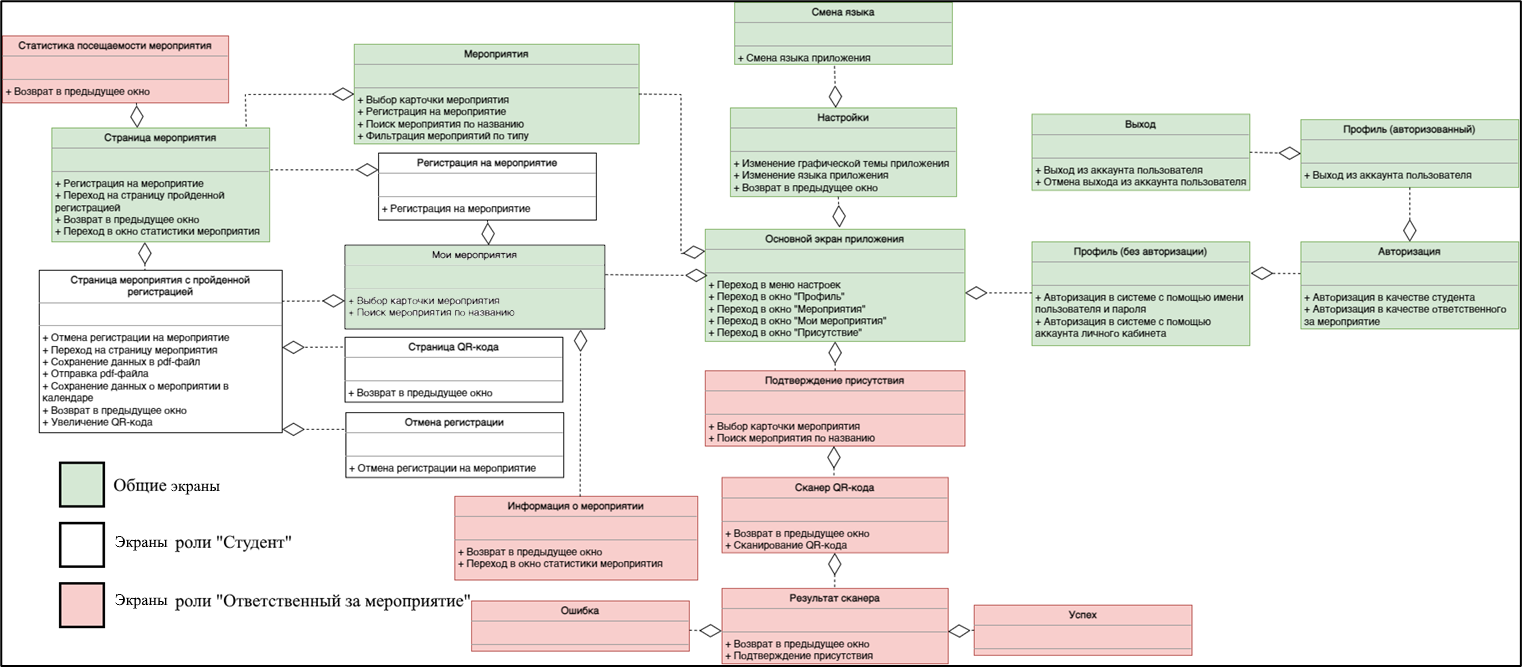 Смена языка
+ Смена языка приложения
Статистика посещаемости мероприятия
+ Возврат в предыдущее окно
Мероприятия
+ Выбор карточки мероприятия
+ Регистрация на мероприятие
+ Поиск мероприятия по названию
+ Фильтрация мероприятий по типу
Настройки
+ Изменение графической темы приложения
+ Изменение языка приложения
+ Возврат в предыдущее окно
Выход
+ Выход из аккаунта пользователя
+ Отмена выхода из аккаунта пользователя
Профиль (авторизованный)
+ Выход из аккаунта пользователя
Страница мероприятия
+ Регистрация на мероприятие
+ Переход на страницу пройденной
регистрацией
+ Возврат в предыдущее окно
+ Переход в окно статистики мероприятия
Регистрация на мероприятие
+ Регистрация на мероприятие
Мои мероприятия
+ Выбор карточки мероприятия
+ Поиск мероприятия по названию
Основной экран приложения
+ Переход в меню настроек
+ Переход в окно "Профиль"
+ Переход в окно "Мероприятия"
+ Переход в окно "Мои мероприятия"
+ Переход в окно "Присутствие"
Профиль (без авторизации)
+ Авторизация в системе с помощью имени
пользователя и пароля
+ Авторизация в системе с помощью
аккаунта личного кабинета
Авторизация
+ Авторизация в качестве студента
+ Авторизация в качестве ответственного
за мероприятие
Страница мероприятия с пройденной
регистрацией
+ Отмена регистрации на мероприятие
+ Переход на страницу мероприятия
+ Сохранение данных в pdf-файл
+ Отправка pdf-файла
+ Сохранение данных о мероприятии в
календаре
+ Возврат в предыдущее окно
+ Увеличение QR-кода
Страница QR-кода
+ Возврат в предыдущее окно
Отмена регистрации
+ Отмена регистрации на мероприятие
Подтверждение присутствия
+ Выбор карточки мероприятия
+ Поиск мероприятия по названию
Информация о мероприятии
+ Возврат в предыдущее окно
+ Переход в окно статистики мероприятия
Сканер QR-кода
+ Возврат в предыдущее окно
+ Сканирование QR-кода
Результат сканера
+ Возврат в предыдущее окно
+ Подтверждение присутствия
Ошибка
Успех
Общие экраны
Экраны роли "Студент"
Экраны роли "Ответственный за мероприятие"